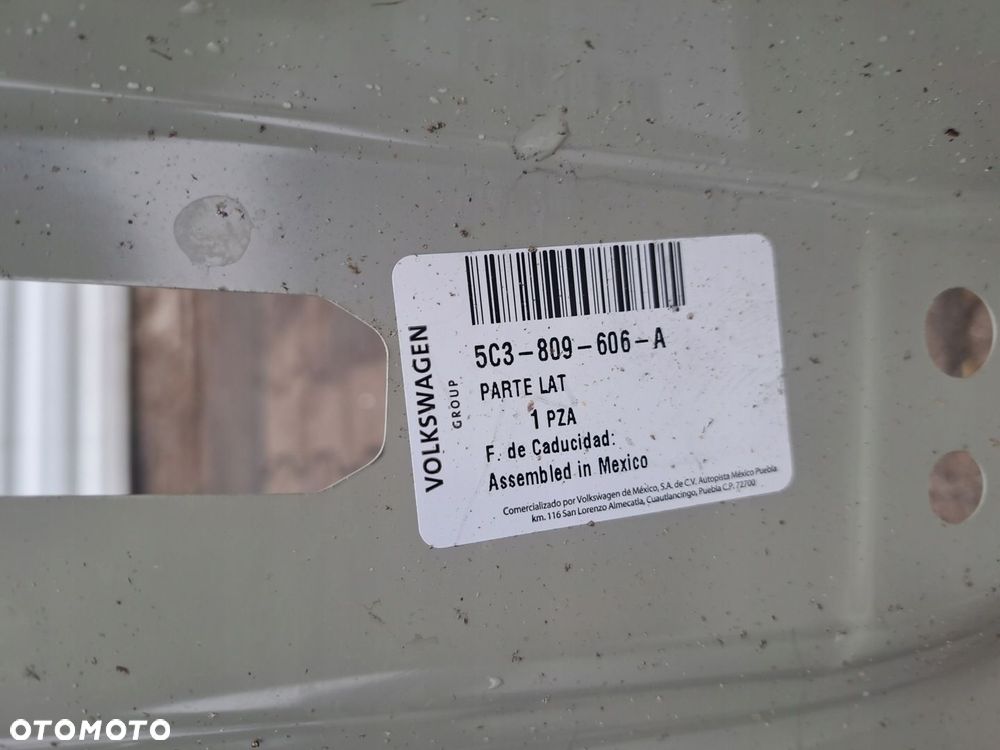 VOLKSWAGEN
GROUP
5C3-809-606-A
PARTE LAT
1 PZA
F. de Caducidad:
Assembled in Mexico
Comercializado por Volkswagen de México, S.A. de C.V. Autopista México Puebla
km. 116 San Lorenzo Almecatla, Cuautlancingo, Puebla C.P. 72700
OTOMOTO